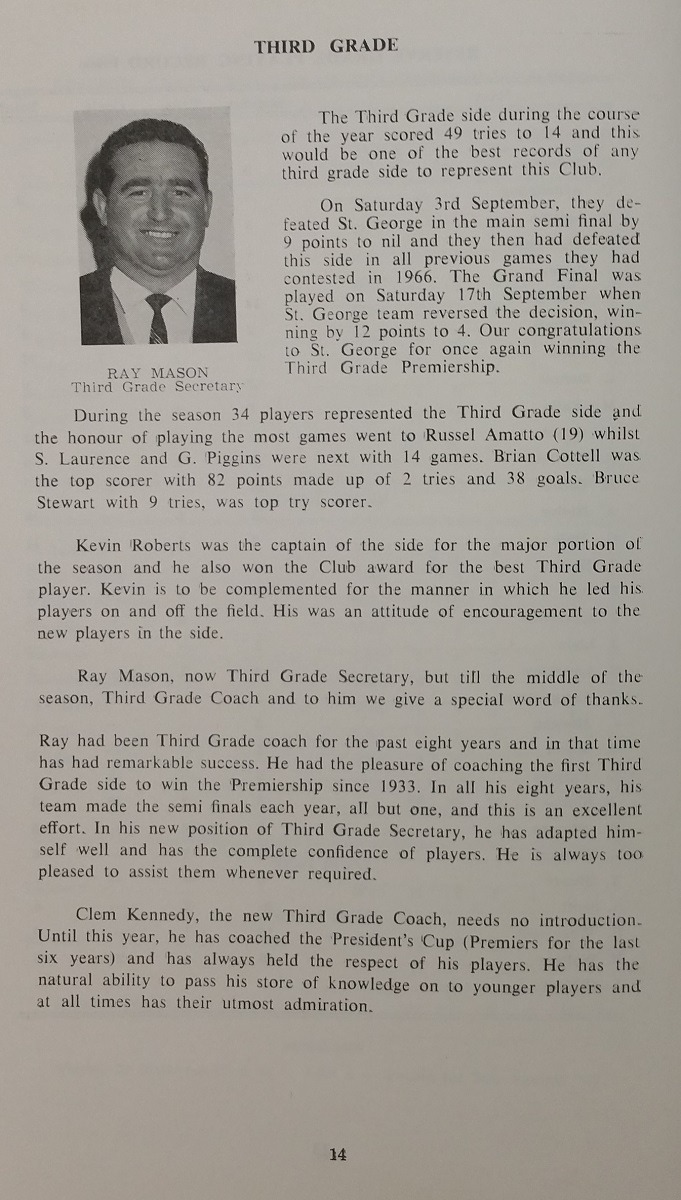 THIRD GRADE
The Third Grade side during the course
of the year scored 49 tries to 14 and this
would be one of the best records of any
third grade side to represent this Club.
On Saturday 3rd September, they de-
feated St. George in the main semi final by
9 points to nil and they then had defeated
this side in all previous games they had
contested in 1966. The Grand Final was
played on Saturday 17th September when
St. George team reversed the decision, win-
ning by 12 points to 4. Our congratulations
to St. George for once again winning the
Third Grade Premiership.
RAY MASON
Third Grade Secretary
During the season 34 players represented the Third Grade side and
the honour of playing the most games went to Russel Amatto (19) whilst
S. Laurence and G. Piggins were next with 14 games. Brian Cottell was
the top scorer with 82 points made up of 2 tries and 38 goals. Bruce
Stewart with 9 tries, was top try scorer.
Kevin Roberts was the captain of the side for the major portion of
the season and he also won the Club award for the best Third Grade
player. Kevin is to be complemented for the manner in which he led his
players on and off the field. His was an attitude of encouragement to the
new players in the side.
Ray Mason, now Third Grade Secretary, but till the middle of the
season, Third Grade Coach and to him we give a special word of thanks.
Ray had been Third Grade coach for the past eight years and in that time
has had remarkable success. He had the pleasure of coaching the first Third
Grade side to win the Premiership since 1933. In all his eight years, his
team made the semi finals each year, all but one, and this is an excellent
effort. In his new position of Third Grade Secretary, he has adapted him-
self well and has the complete confidence of players. He is always too
pleased to assist them whenever required.
Clem Kennedy, the new Third Grade Coach, needs no introduction.
Until this year, he has coached the President's Cup (Premiers for the last
six years) and has always held the respect of his players. He has the
natural ability to pass his store of knowledge on to younger players and
at all times has their utmost admiration.
14